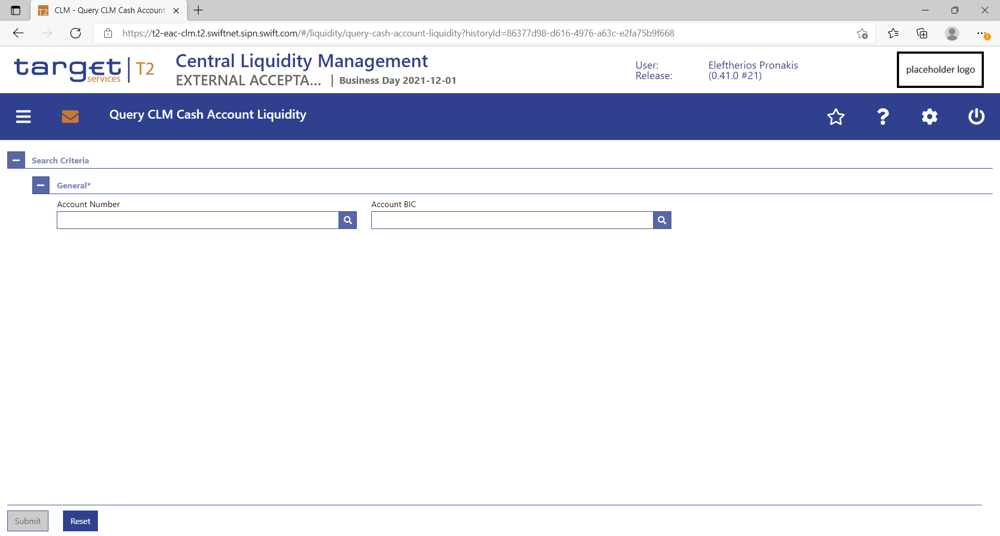 CLM - Query CLM Cash Account
https://t2-eac-clm.t2.swiftnet.sipn.swift.com/#/liquidity/query-cash-account-liquidity?historyId=86377d98-d616-4976-a63c-e2fa75b9f668
target services | T2
Central Liquidity Management
EXTERNAL ACCEPTA... | Business Day 2021-12-01
User: Eleftherios Pronakis
Release: (0.41.0 #21)
placeholder logo
Query CLM Cash Account Liquidity
Search Criteria
General*
Account Number Account BIC
Submit Reset